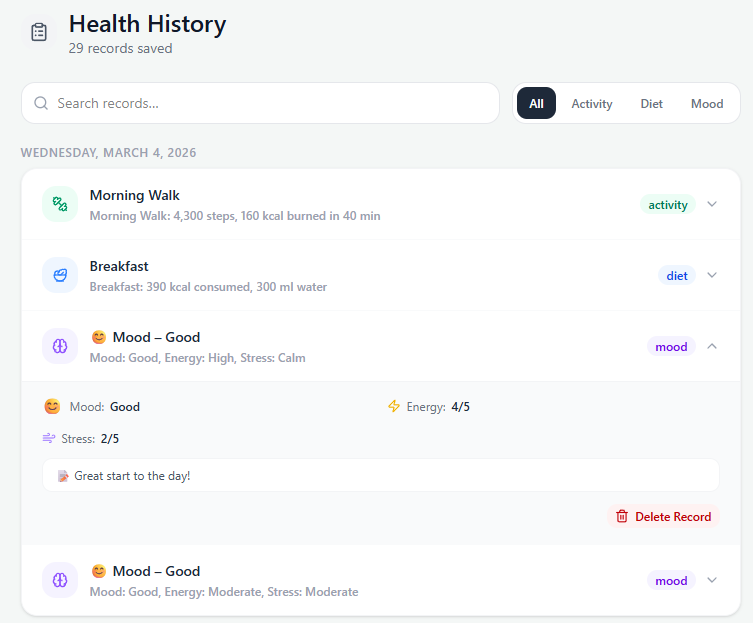 Health History
29 records saved
Search records...
All Activity Diet Mood
WEDNESDAY, MARCH 4, 2026
Morning Walk
Morning Walk: 4,300 steps, 160 kcal burned in 40 min
activity
Breakfast
Breakfast: 390 kcal consumed, 300 ml water
diet
😊 Mood – Good
Mood: Good, Energy: High, Stress: Calm
mood
😊 Mood: Good
Energy: 4/5
Stress: 2/5
📝 Great start to the day!
Delete Record
😊 Mood – Good
Mood: Good, Energy: Moderate, Stress: Moderate
mood